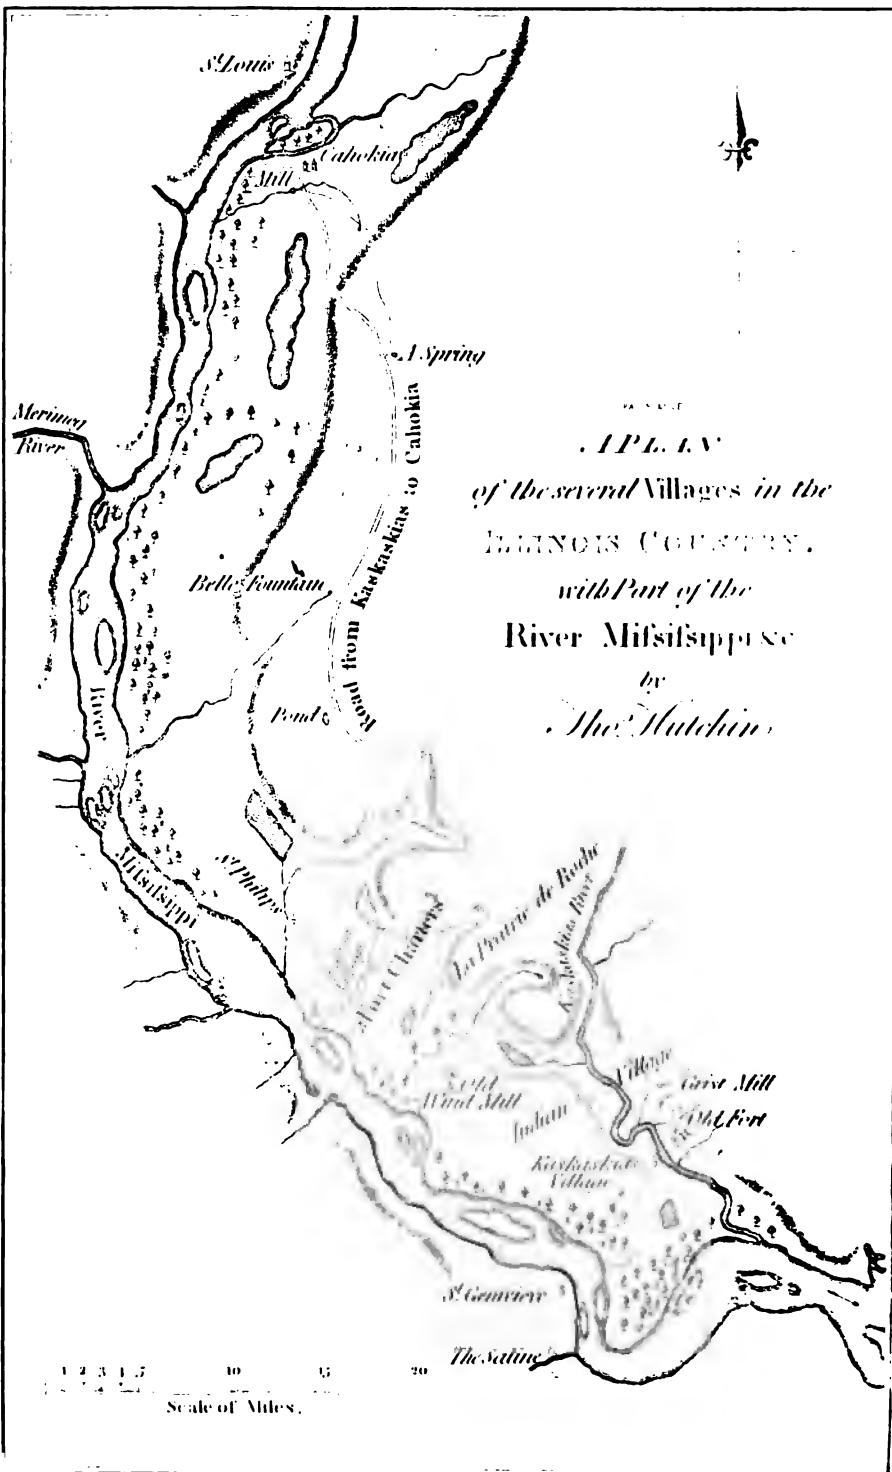 St. Louis
Cahokia
Mill
A Spring
Merimeg
River
Road from Kaskaskias to Cahokia
A PLAN
of the several Villages in the
ILLINOIS COUNTRY,
with Part of the
River Mifsifsippi &c
by
Tho.s Hutchins
Belle Fountain
River
Pond
Mifsifsippi
St. Philips
Fort Charters
La Prairie de Roche
Kaskaskias River
Old
Wind Mill
Indian Village
Grist Mill
Old Fort
Kaskaskias
Village
St. Genevieve
The Saline
1 2 3 4 5 10 15 20
Scale of Miles.